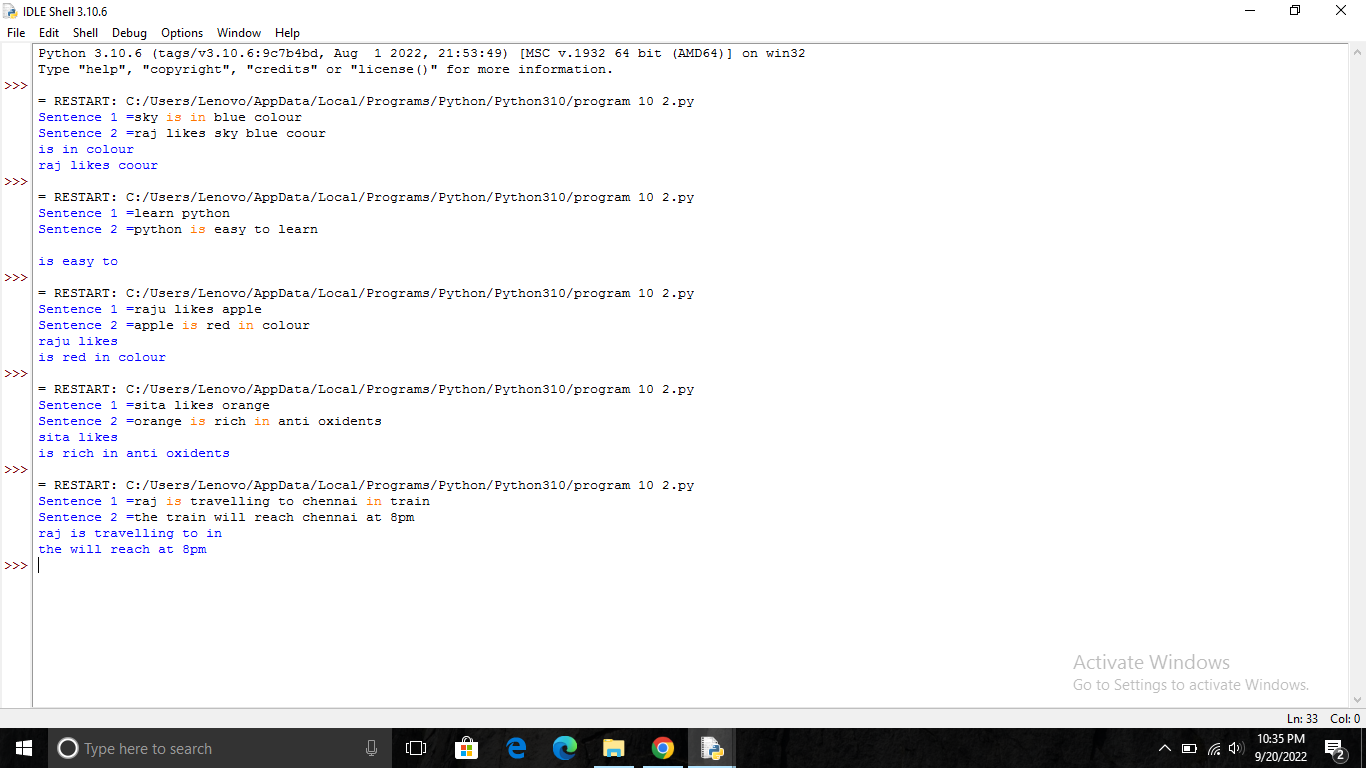 IDLE Shell 3.10.6
File Edit Shell Debug Options Window Help
Python 3.10.6 (tags/v3.10.6:9c7b4bd, Aug  1 2022, 21:53:49) [MSC v.1932 64 bit (AMD64)] on win32
Type "help", "copyright", "credits" or "license()" for more information.
>>>
= RESTART: C:/Users/Lenovo/AppData/Local/Programs/Python/Python310/program 10 2.py
Sentence 1 =sky is in blue colour
Sentence 2 =raj likes sky blue coour
is in colour
raj likes coour
>>>
= RESTART: C:/Users/Lenovo/AppData/Local/Programs/Python/Python310/program 10 2.py
Sentence 1 =learn python
Sentence 2 =python is easy to learn
is easy to
>>>
= RESTART: C:/Users/Lenovo/AppData/Local/Programs/Python/Python310/program 10 2.py
Sentence 1 =raju likes apple
Sentence 2 =apple is red in colour
raju likes
is red in colour
>>>
= RESTART: C:/Users/Lenovo/AppData/Local/Programs/Python/Python310/program 10 2.py
Sentence 1 =sita likes orange
Sentence 2 =orange is rich in anti oxidents
sita likes
is rich in anti oxidents
>>>
= RESTART: C:/Users/Lenovo/AppData/Local/Programs/Python/Python310/program 10 2.py
Sentence 1 =raj is travelling to chennai in train
Sentence 2 =the train will reach chennai at 8pm
raj is travelling to in
the will reach at 8pm
>>>
Activate Windows
Go to Settings to activate Windows.
Ln: 33 Col: 0
Type here to search
10:35 PM
9/20/2022
2